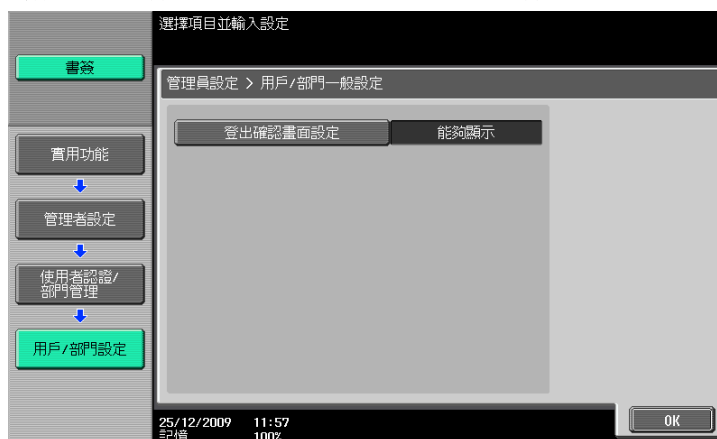 選擇項目並輸入設定
書簽
管理員設定 > 用戶/部門一般設定
登出確認畫面設定
能夠顯示
實用功能
管理者設定
使用者認證/
部門管理
用戶/部門設定
25/12/2009 11:57
記憶 100%
OK